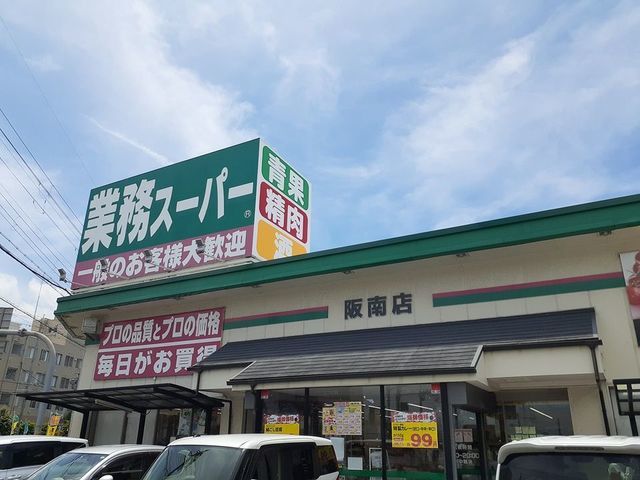 業務スーパー®
一般のお客様大歓迎
青果
精肉
酒
阪南店
プロの品質とプロの価格
毎日がお買得
99